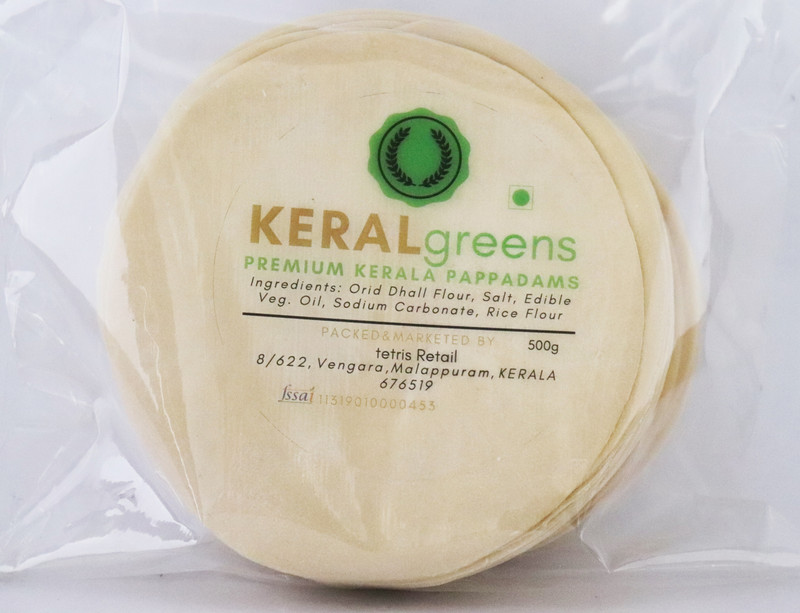 KERALgreens
PREMIUM KERALA PAPPADAMS
Ingredients: Orid Dhall Flour, Salt, Edible
Veg. Oil, Sodium Carbonate, Rice Flour
PACKED&MARKETED BY 500g
tetris Retail
8/622, Vengara,Malappuram, KERALA
676519
fssai 11319010000453